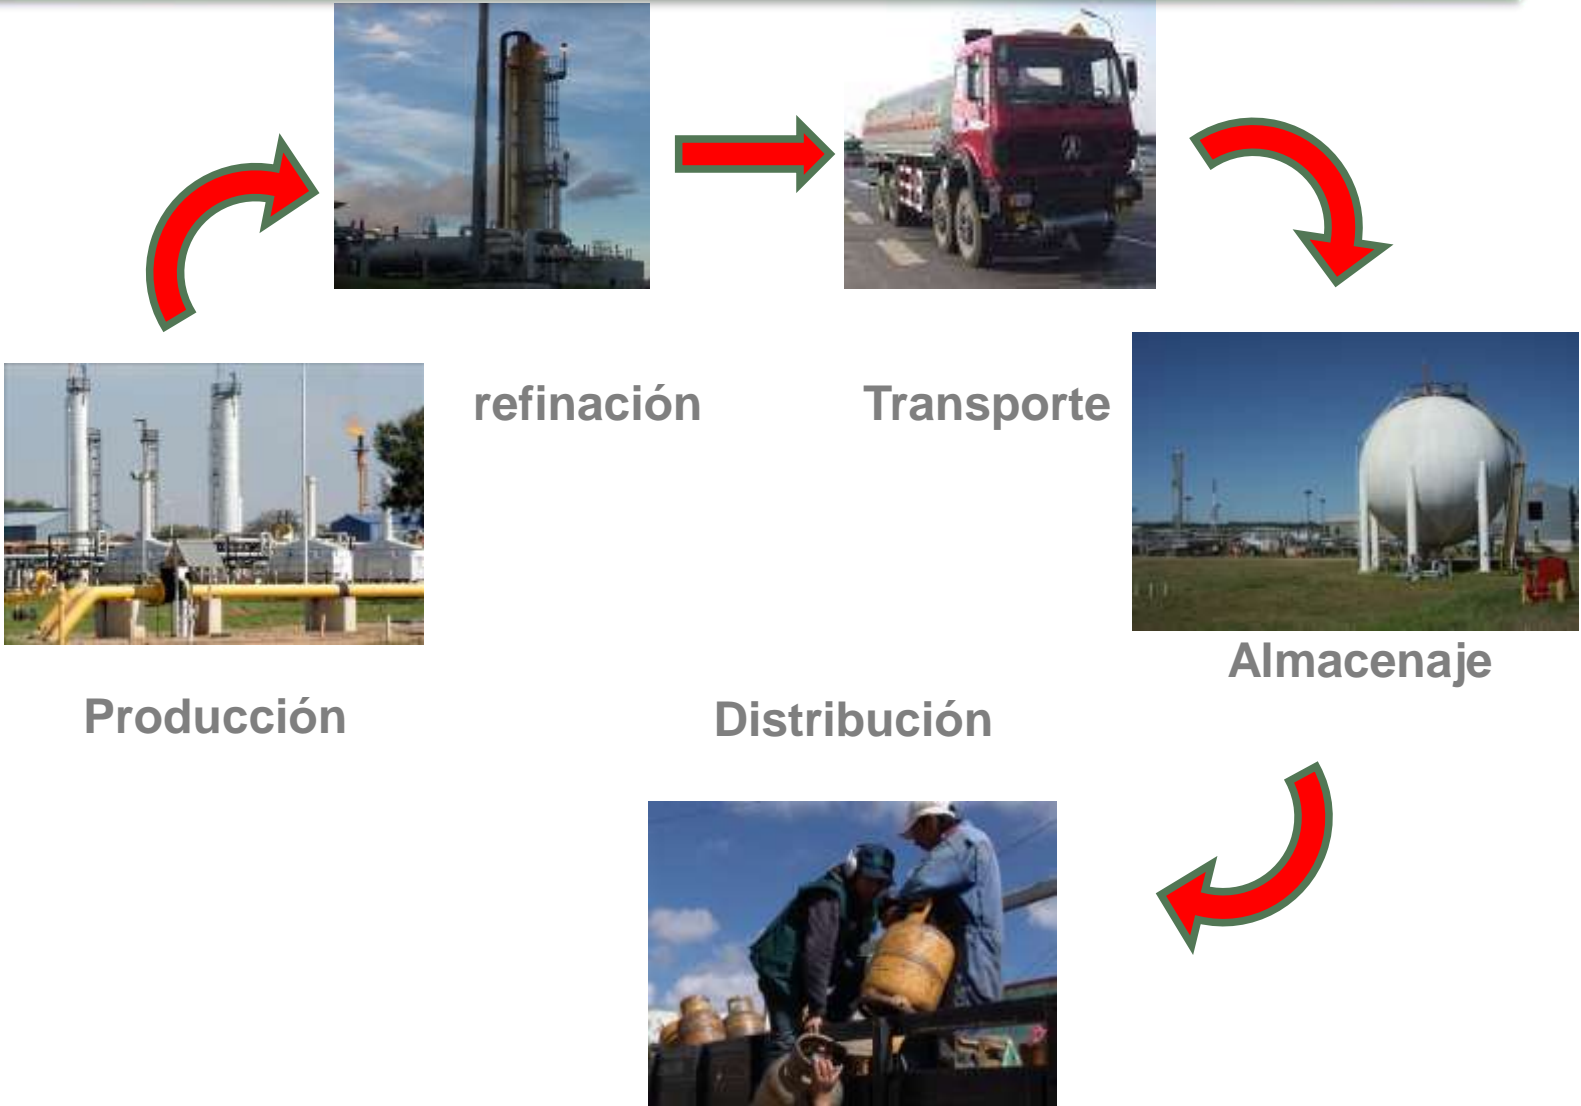 refinación
Transporte
Almacenaje
Producción
Distribución